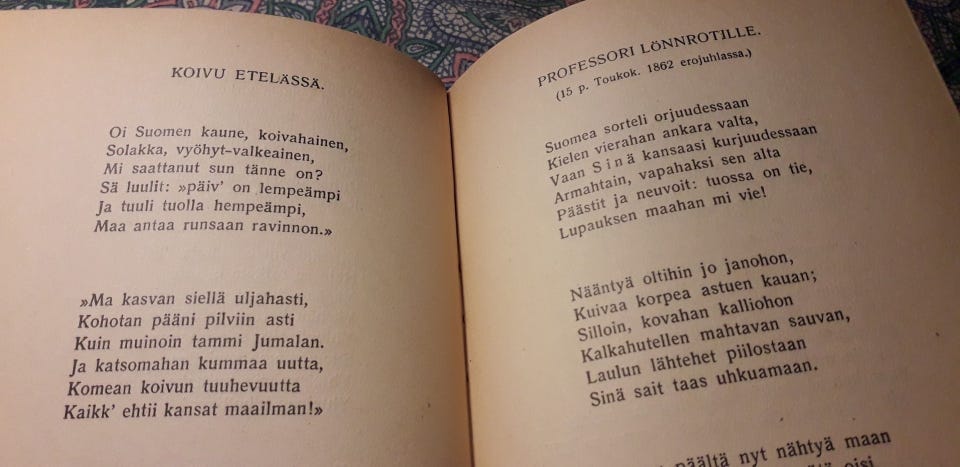 KOIVU ETELÄSSÄ.
Oi Suomen kaune, koivahainen,
Solakka, vyöhyt-valkeainen,
Mi saattanut sun tänne on?
Sä luulit: »päiv' on lempeämpi
Ja tuuli tuolla hempeämpi,
Maa antaa runsaan ravinnon.»
»Ma kasvan siellä uljahasti,
Kohotan pääni pilviin asti
Kuin muinoin tammi Jumalan.
Ja katsomahan kummaa uutta,
Komean koivun tuuhevuutta
Kaikk' ehtii kansat maailman!»
PROFESSORI LÖNNROTILLE.
(15 p. Toukok. 1862 erojuhlassa.)
Suomea sorteli orjuudessaan
Kielen vierahan ankara valta,
Vaan Sinä kansaasi kurjuudessaan
Armahtain, vapahaksi sen alta
Päästit ja neuvoit: tuossa on tie,
Lupauksen maahan mi vie!
Nääntyä oltihin jo janohon,
Kuivaa korpea astuen kauan;
Silloin, kovahan kalliohon
Kalkahutellen mahtavan sauvan,
Laulun lähtehet piilostaan
Sinä sait taas uhkuamaan.
päältä nyt nähtyä maan
oisi